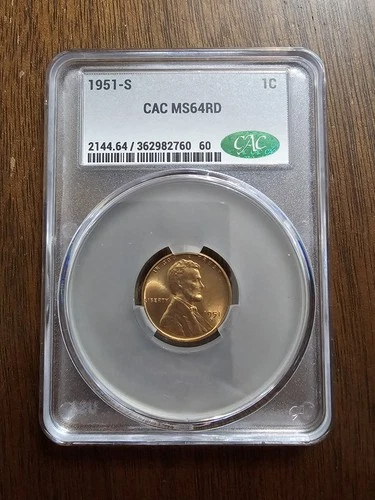 1951-S 1C
CAC MS64RD
2144.64 / 362982760 60
CAC
LIBERTY
1951